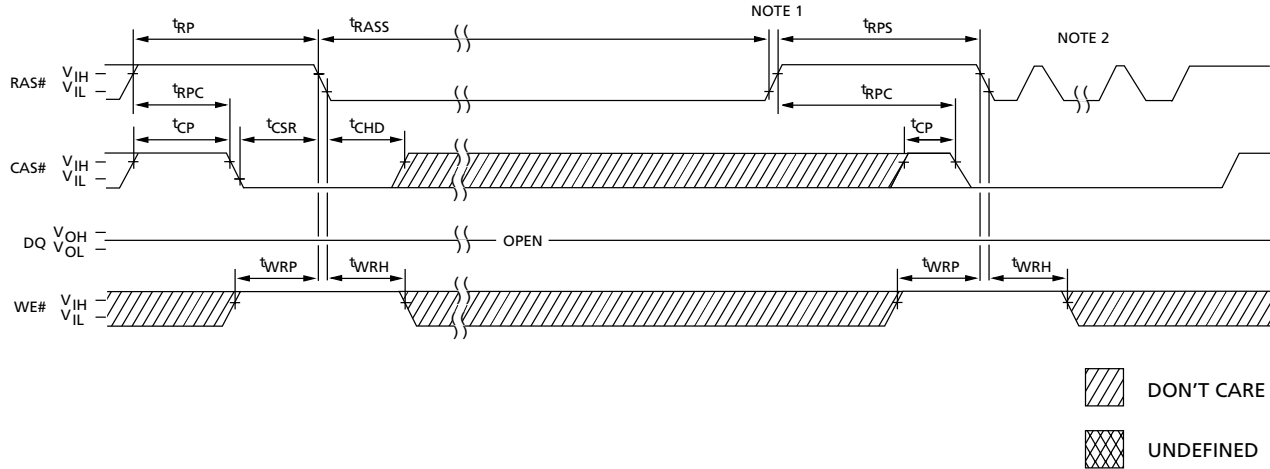 NOTE 1
tRP
tRASS
tRPS
NOTE 2
RAS# VIH
VIL
tRPC
tRPC
tCP
tCSR
tCHD
tCP
CAS# VIH
VIL
DQ VOH
VOL
OPEN
tWRP
tWRH
tWRP
tWRH
WE# VIH
VIL
DON'T CARE
UNDEFINED